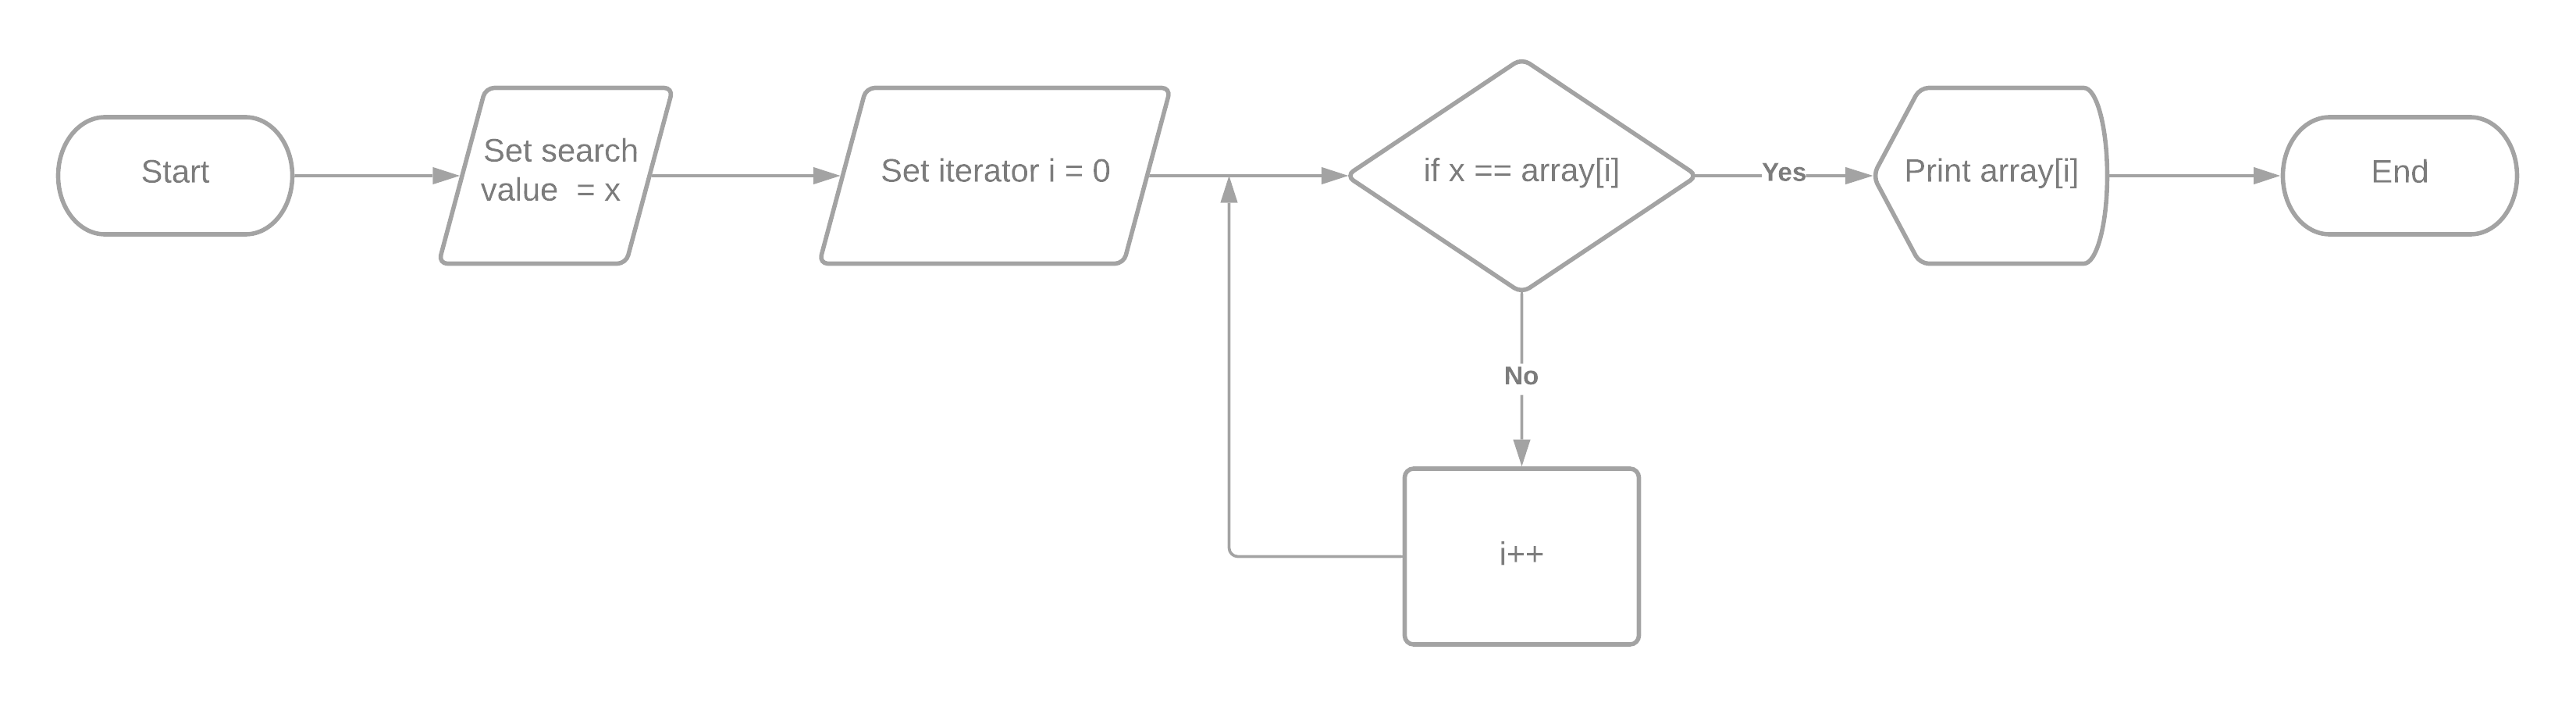 Start
Set search
value  = x
Set iterator i = 0
if x == array[i]
Yes
Print array[i]
End
No
i++